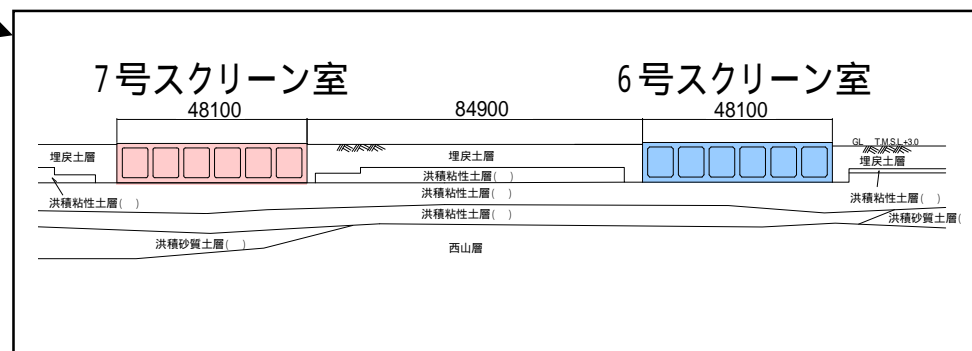 7号スクリーン室
6号スクリーン室
48100
84900
48100
GL T.M.S.L.+3.0
埋戻土層
埋戻土層
埋戻土層
洪積粘性土層( )
洪積粘性土層( )
洪積粘性土層( )
洪積粘性土層( )
洪積粘性土層( )
洪積砂質土層(
洪積砂質土層( )
西山層